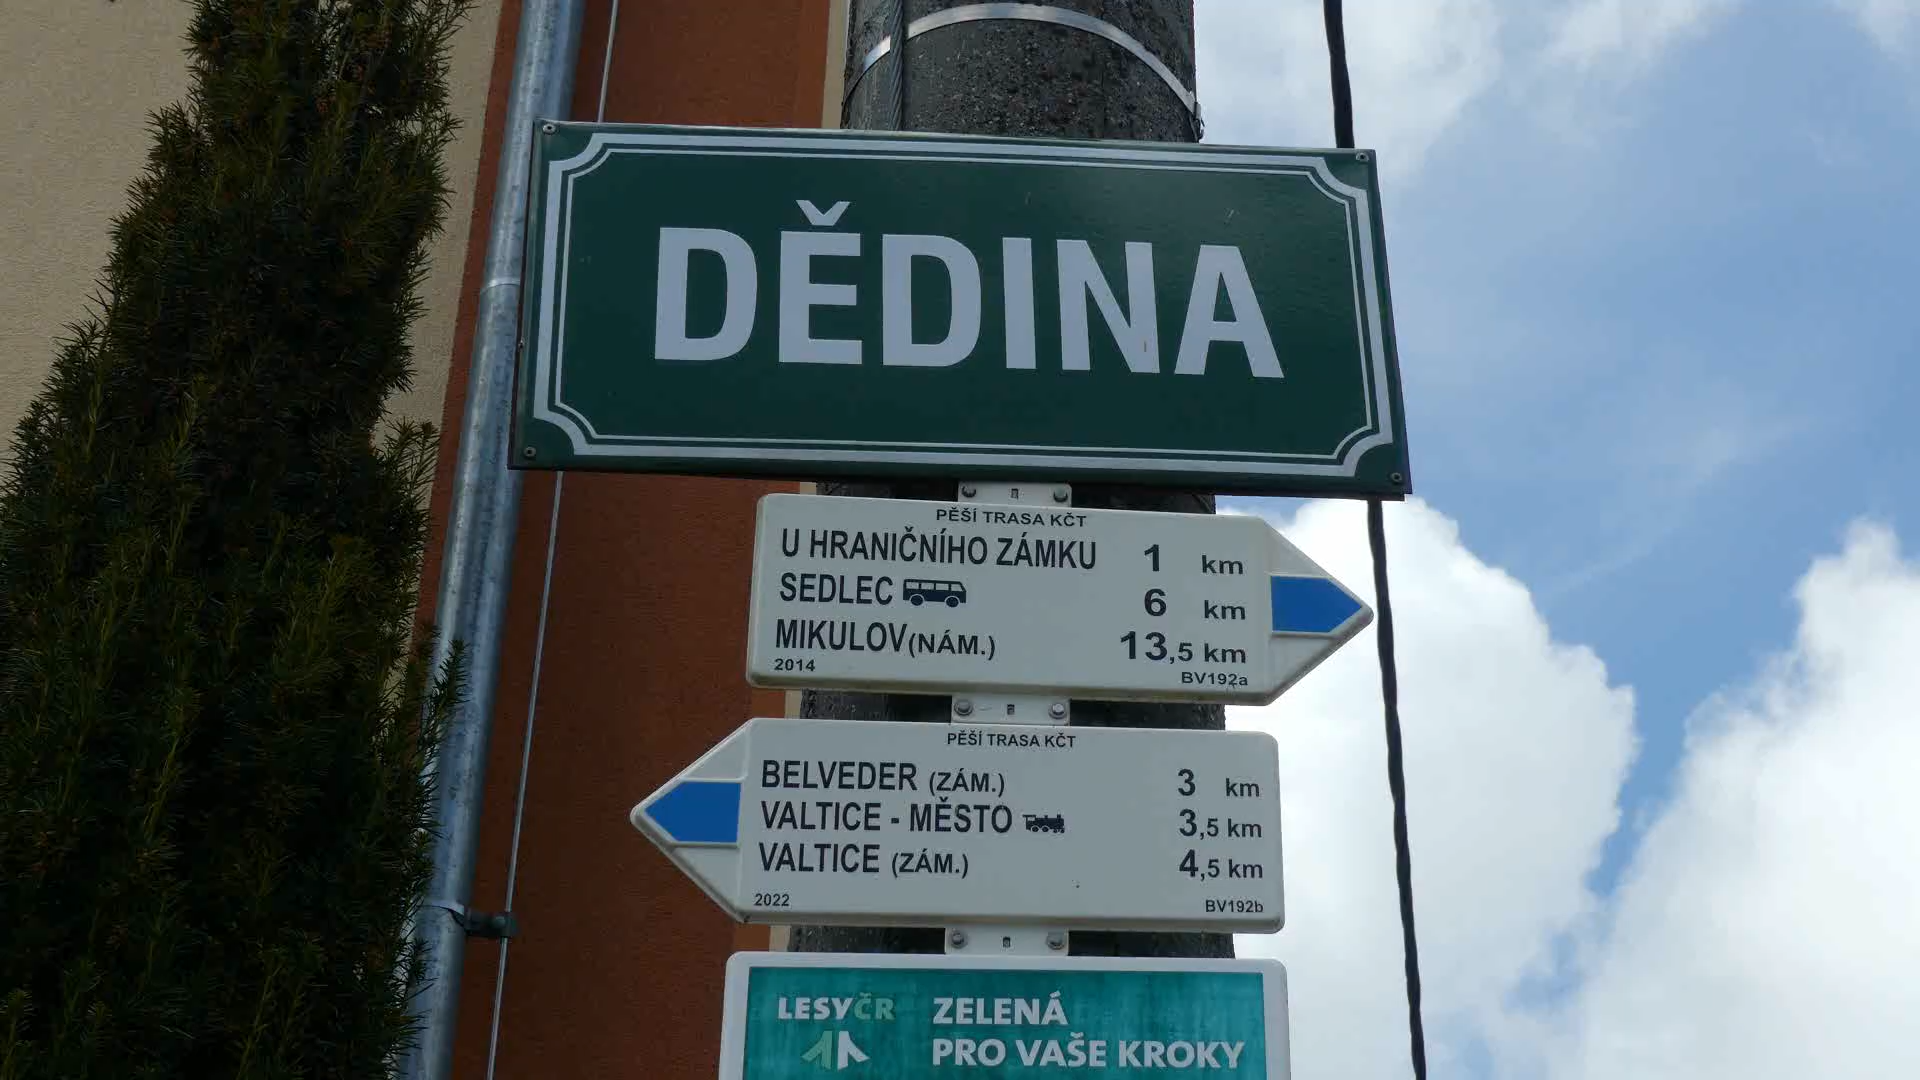 DĚDINA
PĚŠÍ TRASA KČT
U HRANIČNÍHO ZÁMKU 1 km
SEDLEC 6 km
MIKULOV (NÁM.) 13,5 km
2014 BV192a
PĚŠÍ TRASA KČT
BELVEDER (ZÁM.) 3 km
VALTICE - MĚSTO 3,5 km
VALTICE (ZÁM.) 4,5 km
2022 BV192b
LESYČR ZELENÁ
PRO VAŠE KROKY